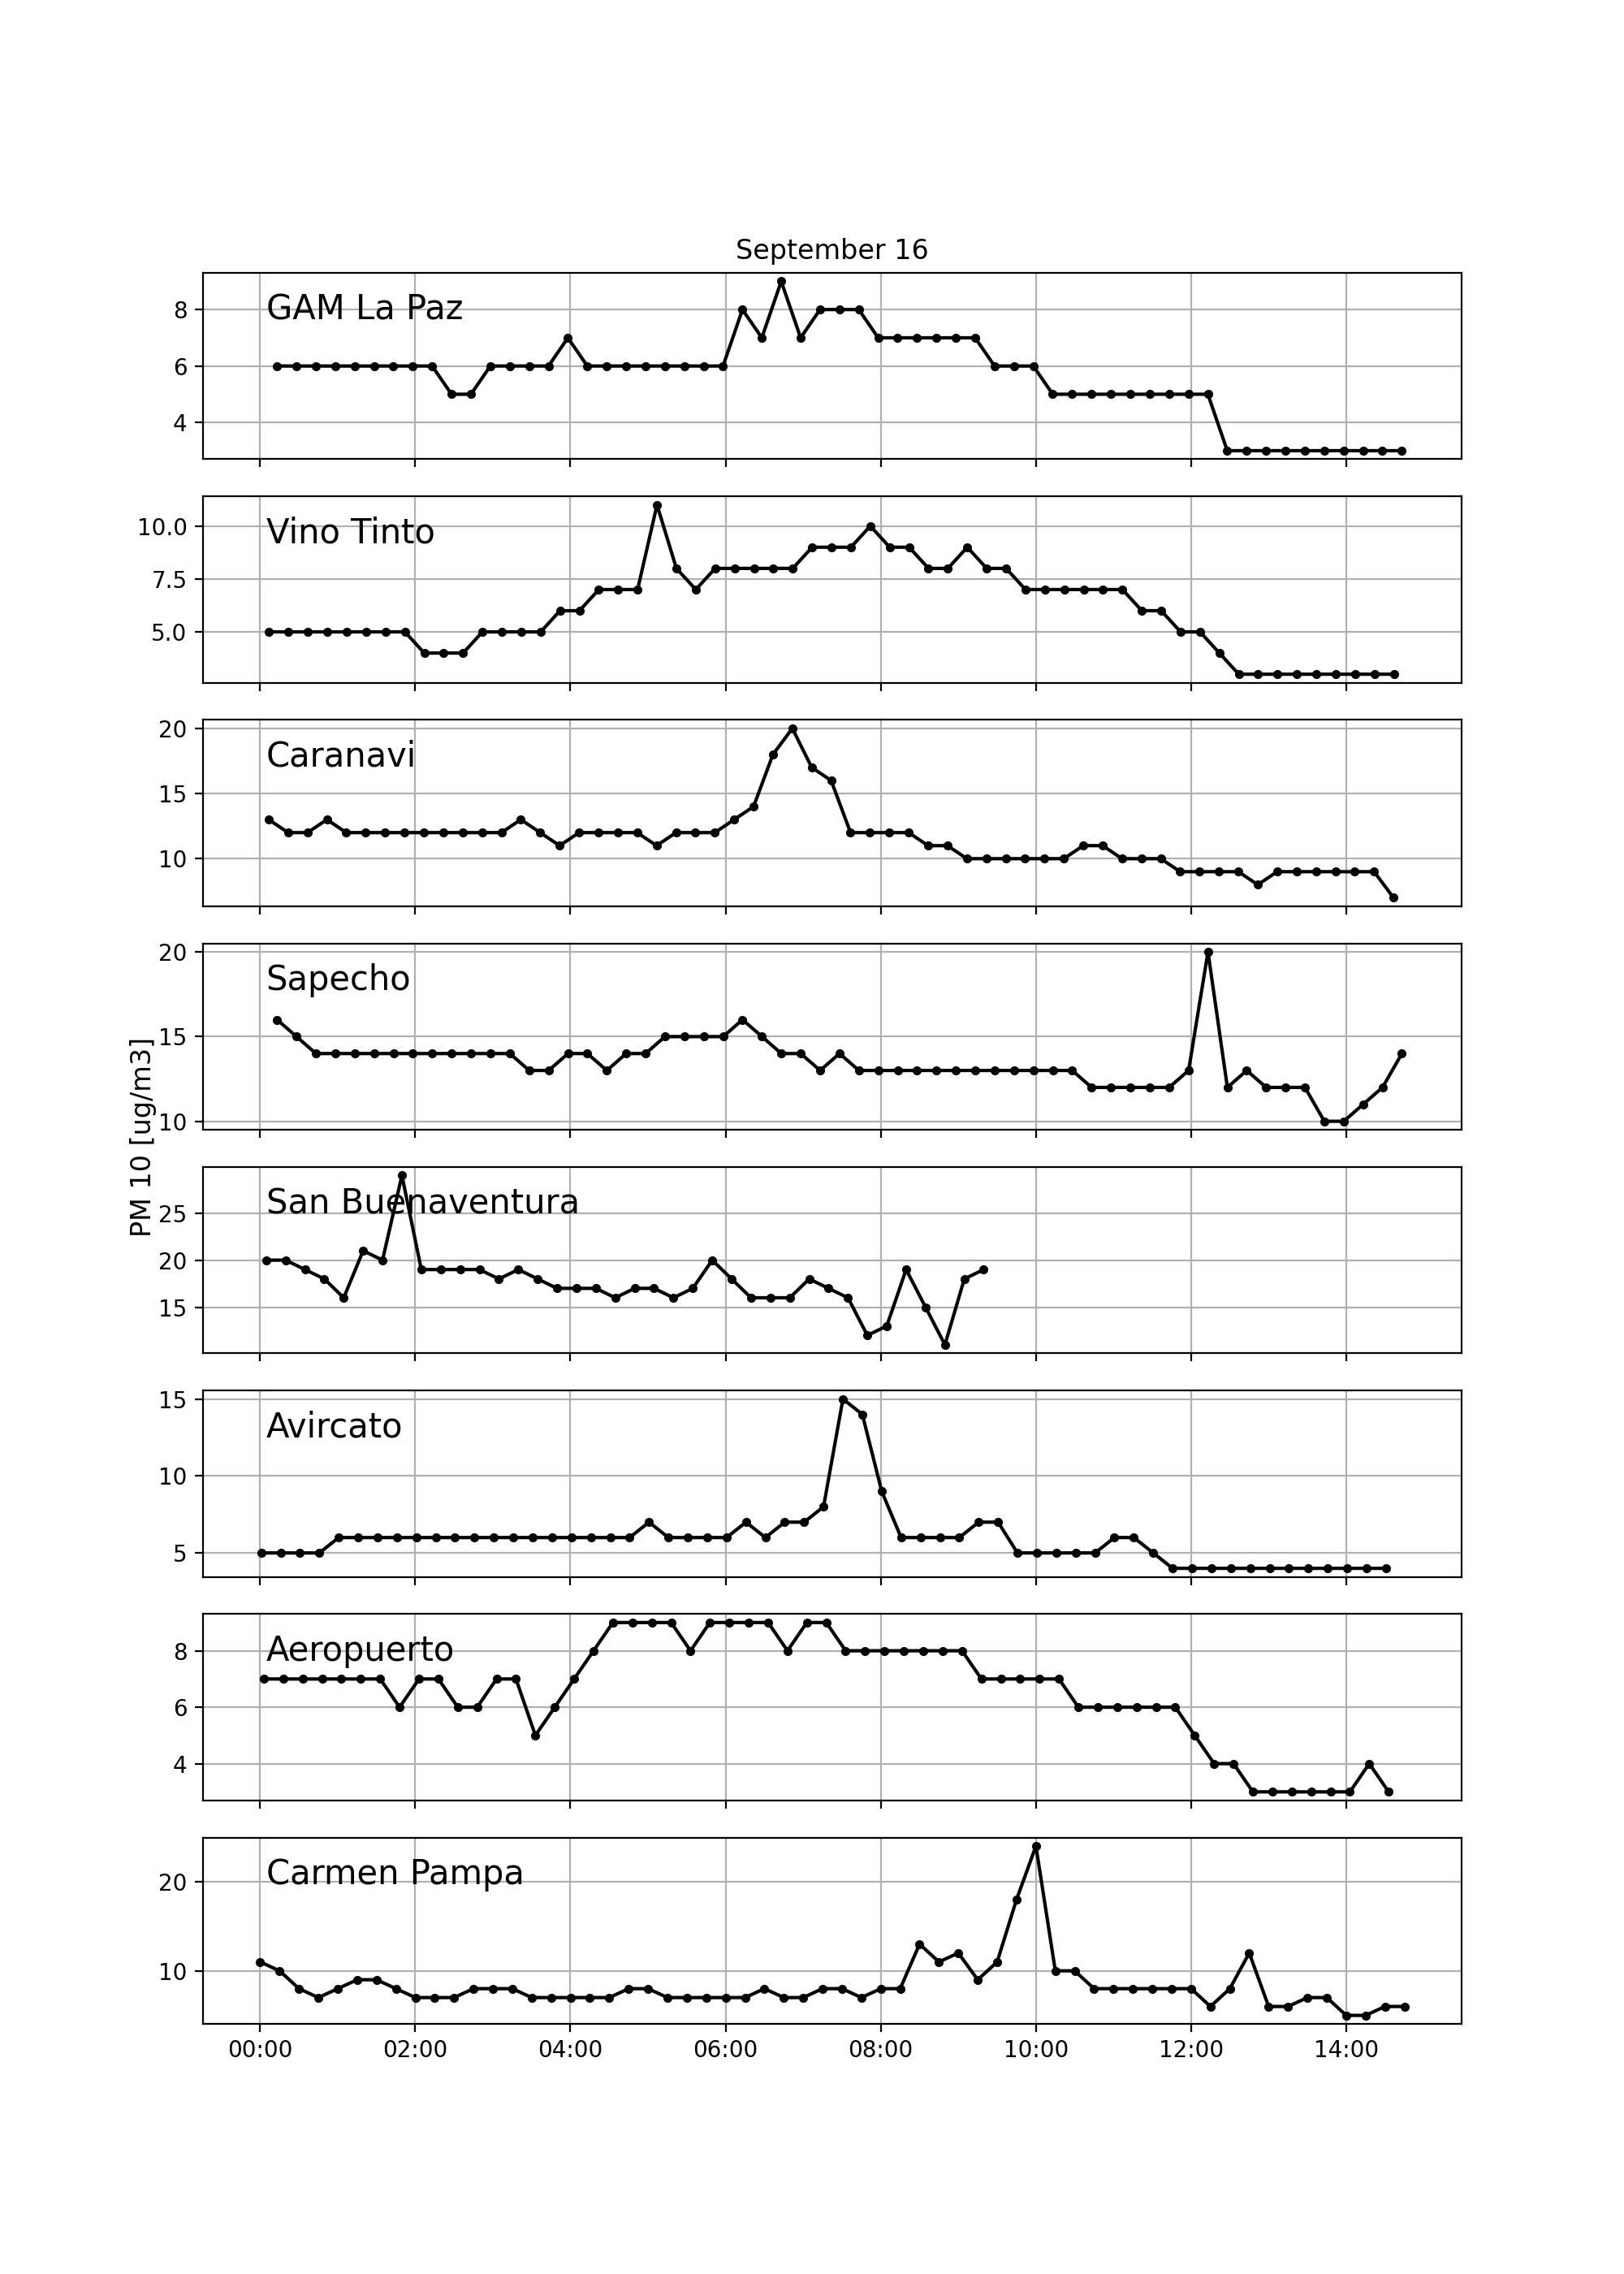 September 16
GAM La Paz
8
6
4
Vino Tinto
10.0
7.5
5.0
Caranavi
20
15
10
Sapecho
20
15
10
PM 10 [ug/m3]
San Buenaventura
25
20
15
Avircato
15
10
5
Aeropuerto
8
6
4
Carmen Pampa
20
10
00:00 02:00 04:00 06:00 08:00 10:00 12:00 14:00